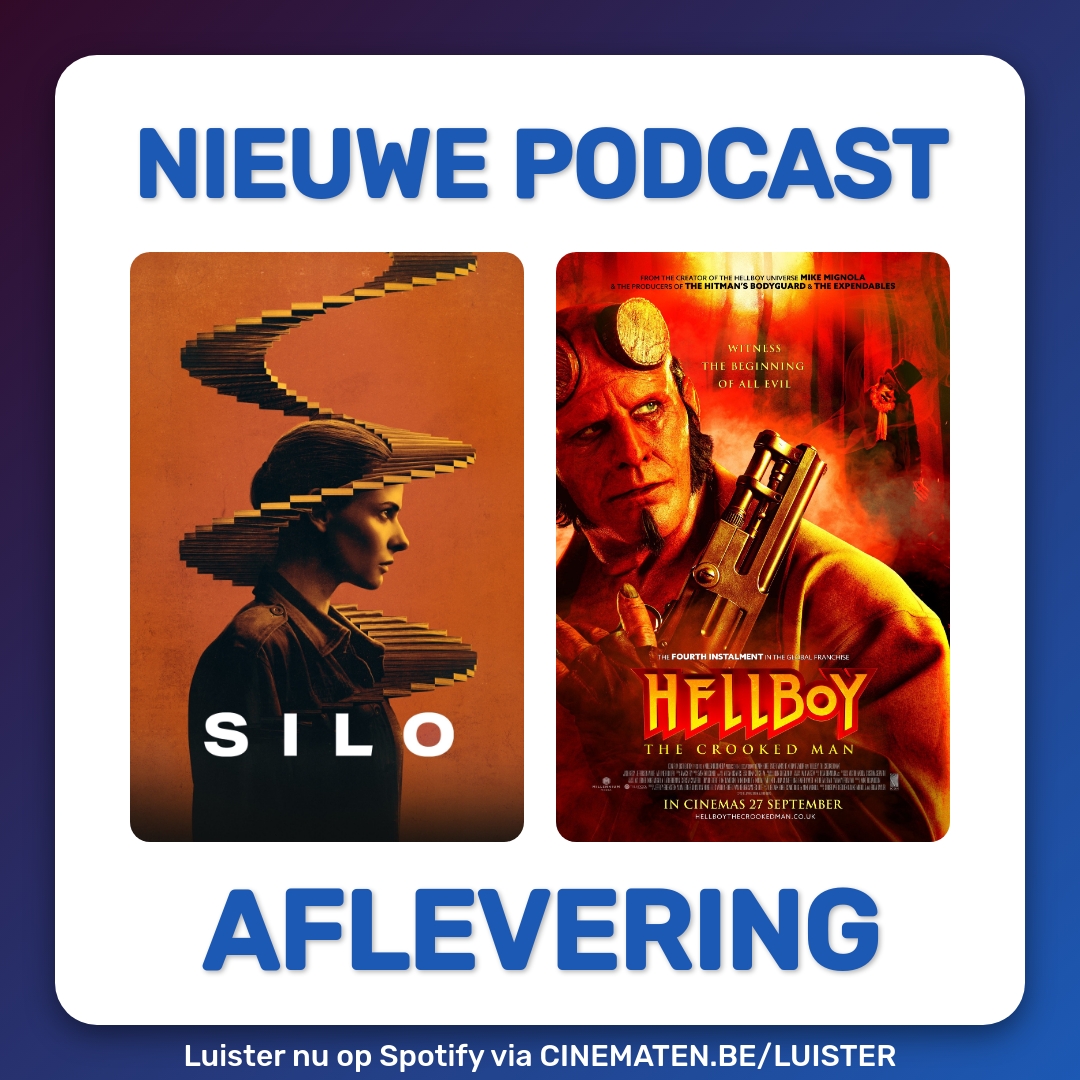 NIEUWE PODCAST
SILO
FROM THE CREATOR OF THE HELLBOY UNIVERSE MIKE MIGNOLA
& THE PRODUCERS OF THE HITMAN'S BODYGUARD & THE EXPENDABLES
WITNESS
THE BEGINNING
OF ALL EVIL
THE FOURTH INSTALMENT IN THE GLOBAL FRANCHISE
HELLBOY
THE CROOKED MAN
MILLENNIUM
IN CINEMAS 27 SEPTEMBER
HELLBOYTHECROOKEDMAN.CO.UK
AFLEVERING
Luister nu op Spotify via CINEMATEN.BE/LUISTER